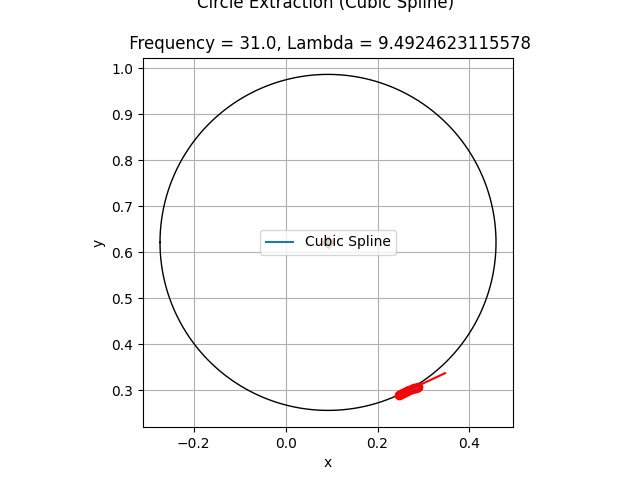 Circle Extraction (Cubic Spline)
Frequency = 31.0, Lambda = 9.4924623115578
1.0
0.9
0.8
0.7
0.6
0.5
0.4
0.3
y
Cubic Spline
−0.2
0.0
0.2
0.4
x